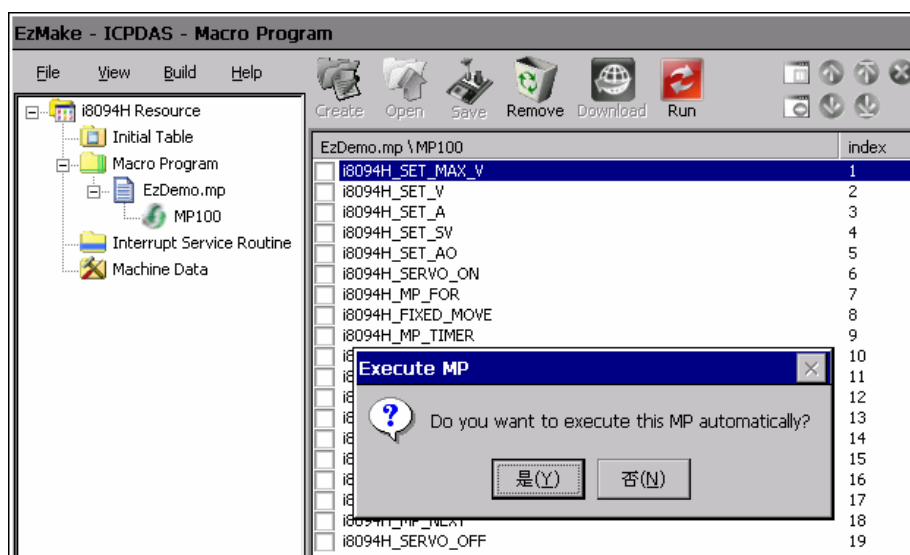 EzMake - ICPDAS - Macro Program
File View Build Help
Create Open Save Remove Download Run
i8094H Resource
Initial Table
Macro Program
EzDemo.mp
MP100
Interrupt Service Routine
Machine Data
EzDemo.mp \ MP100 index
i8094H_SET_MAX_V 1
i8094H_SET_V 2
i8094H_SET_A 3
i8094H_SET_SV 4
i8094H_SET_AO 5
i8094H_SERVO_ON 6
i8094H_MP_FOR 7
i8094H_FIXED_MOVE 8
i8094H_MP_TIMER 9
10
11
12
13
14
15
16
17
i8094H_MP_NEXT 18
i8094H_SERVO_OFF 19
Execute MP
Do you want to execute this MP automatically?
是(Y) 否(N)